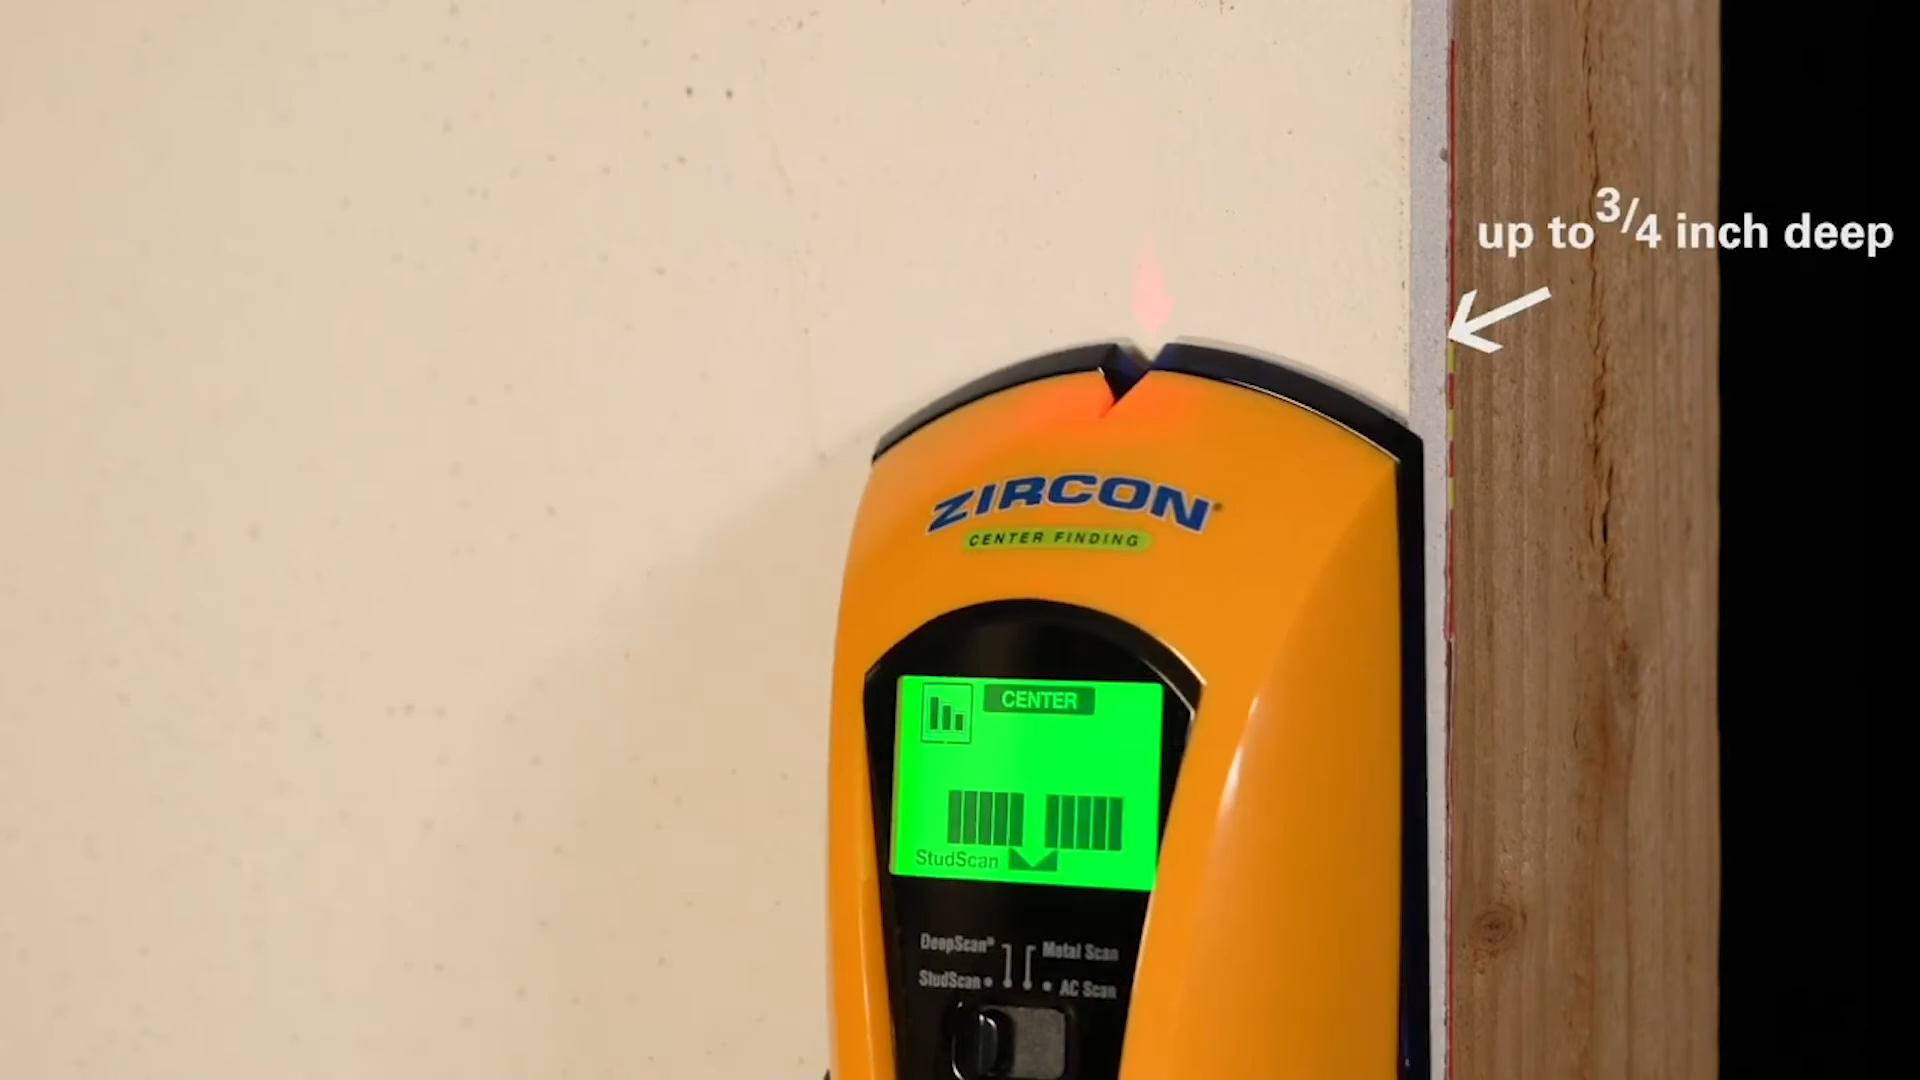 up to 3/4 inch deep
ZIRCON®
CENTER FINDING
CENTER
StudScan
DeepScan®
Metal Scan
StudScan
AC Scan